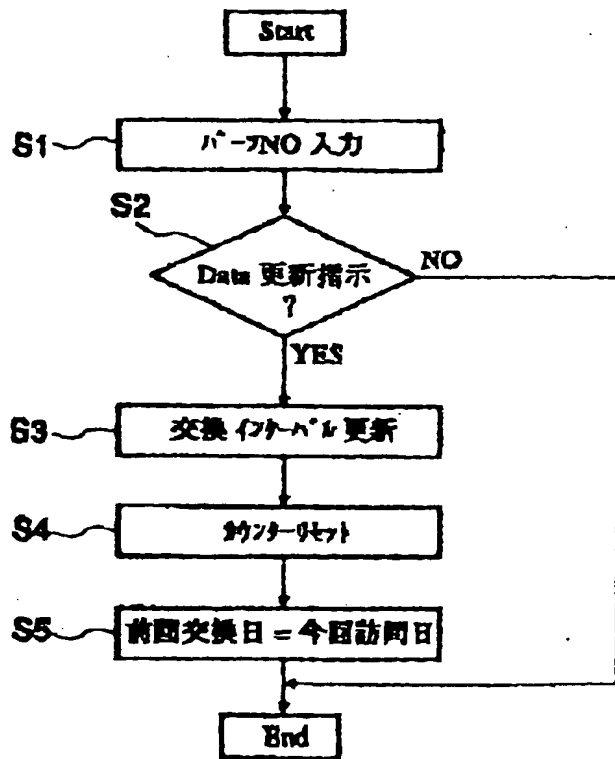 Start
S1
パーツNO 入力
S2
Data 更新指示
?
NO
YES
S3
交換 インターバル 更新
S4
カウンターリセット
S5
前回交換日 = 今回訪問日
End